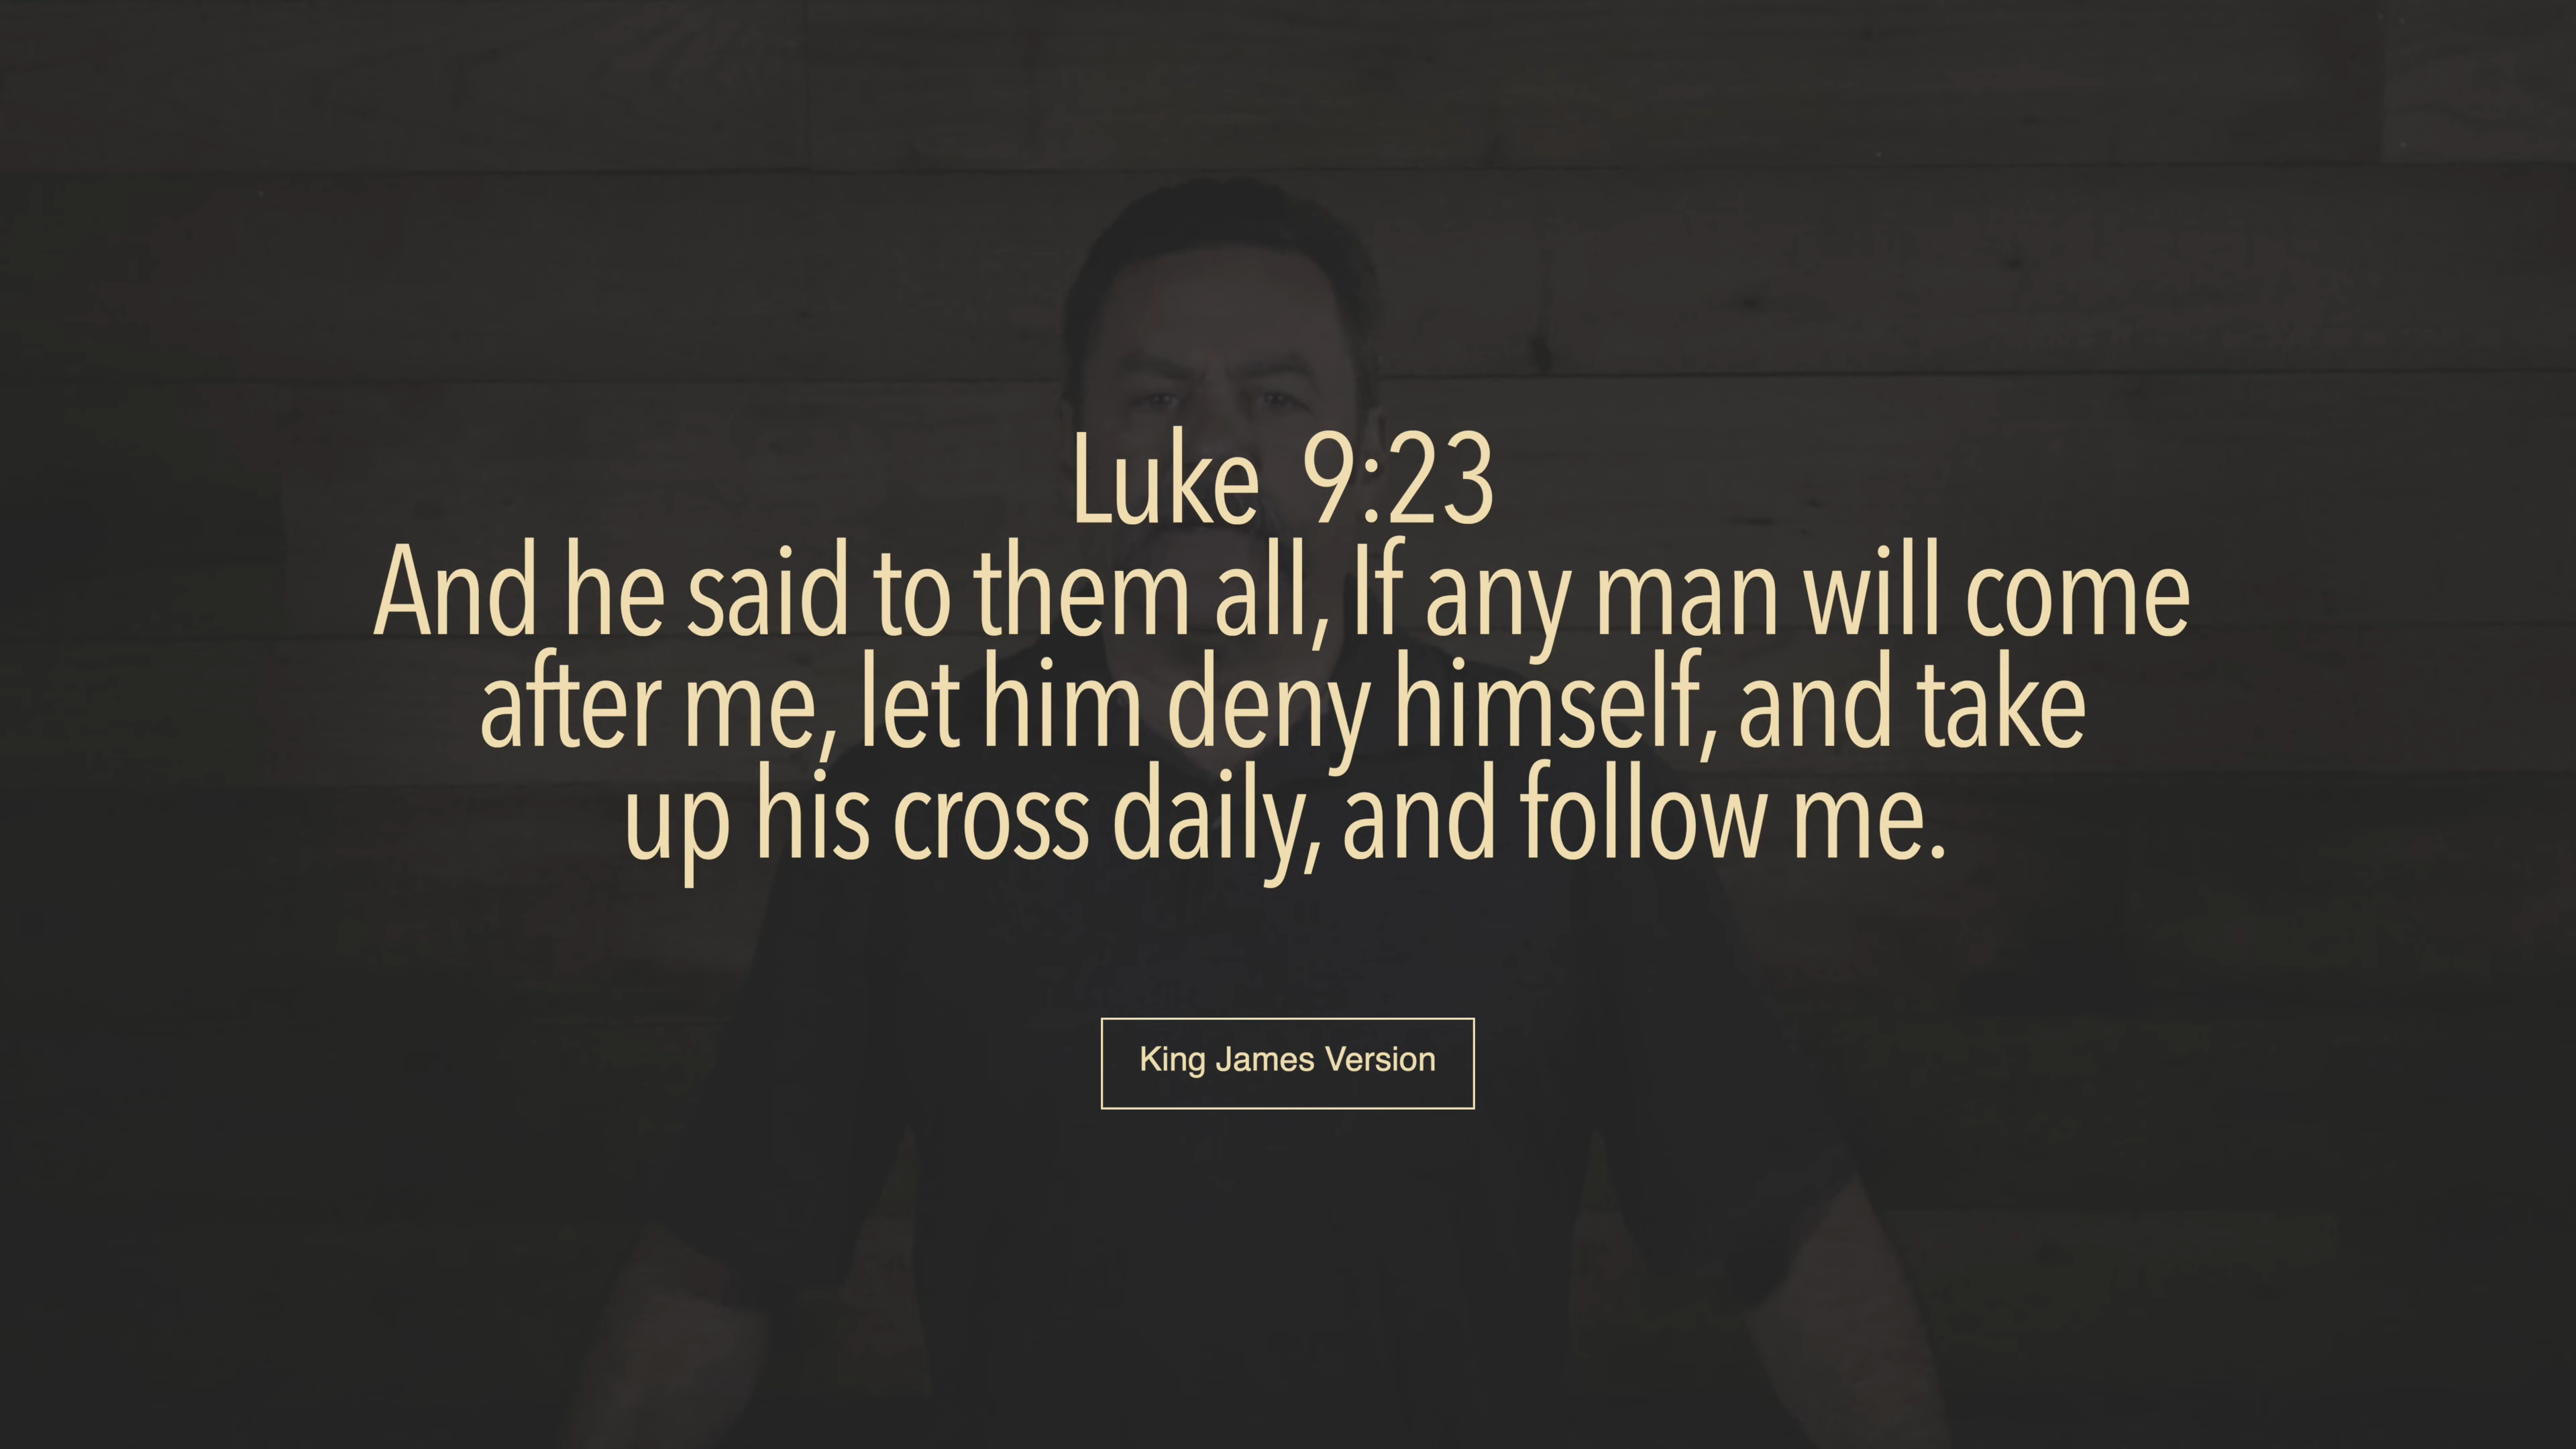 Luke 9:23
And he said to them all, If any man will come
after me, let him deny himself, and take
up his cross daily, and follow me.
King James Version